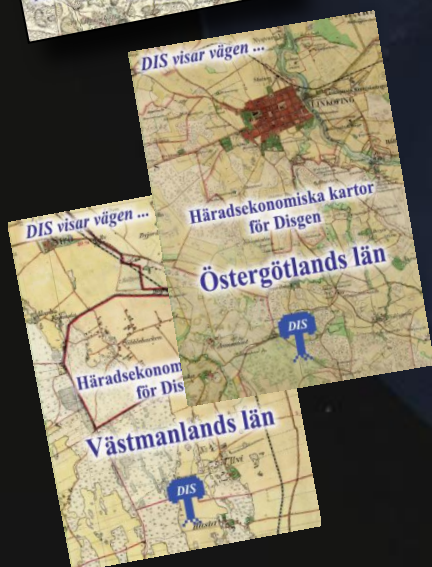 DIS visar vägen ...
LINKÖPING
Häradsekonomiska kartor
för Disgen
Östergötlands län
DIS
DIS visar vägen ...
Häradsekonom
för Dis
Västmanlands län
DIS